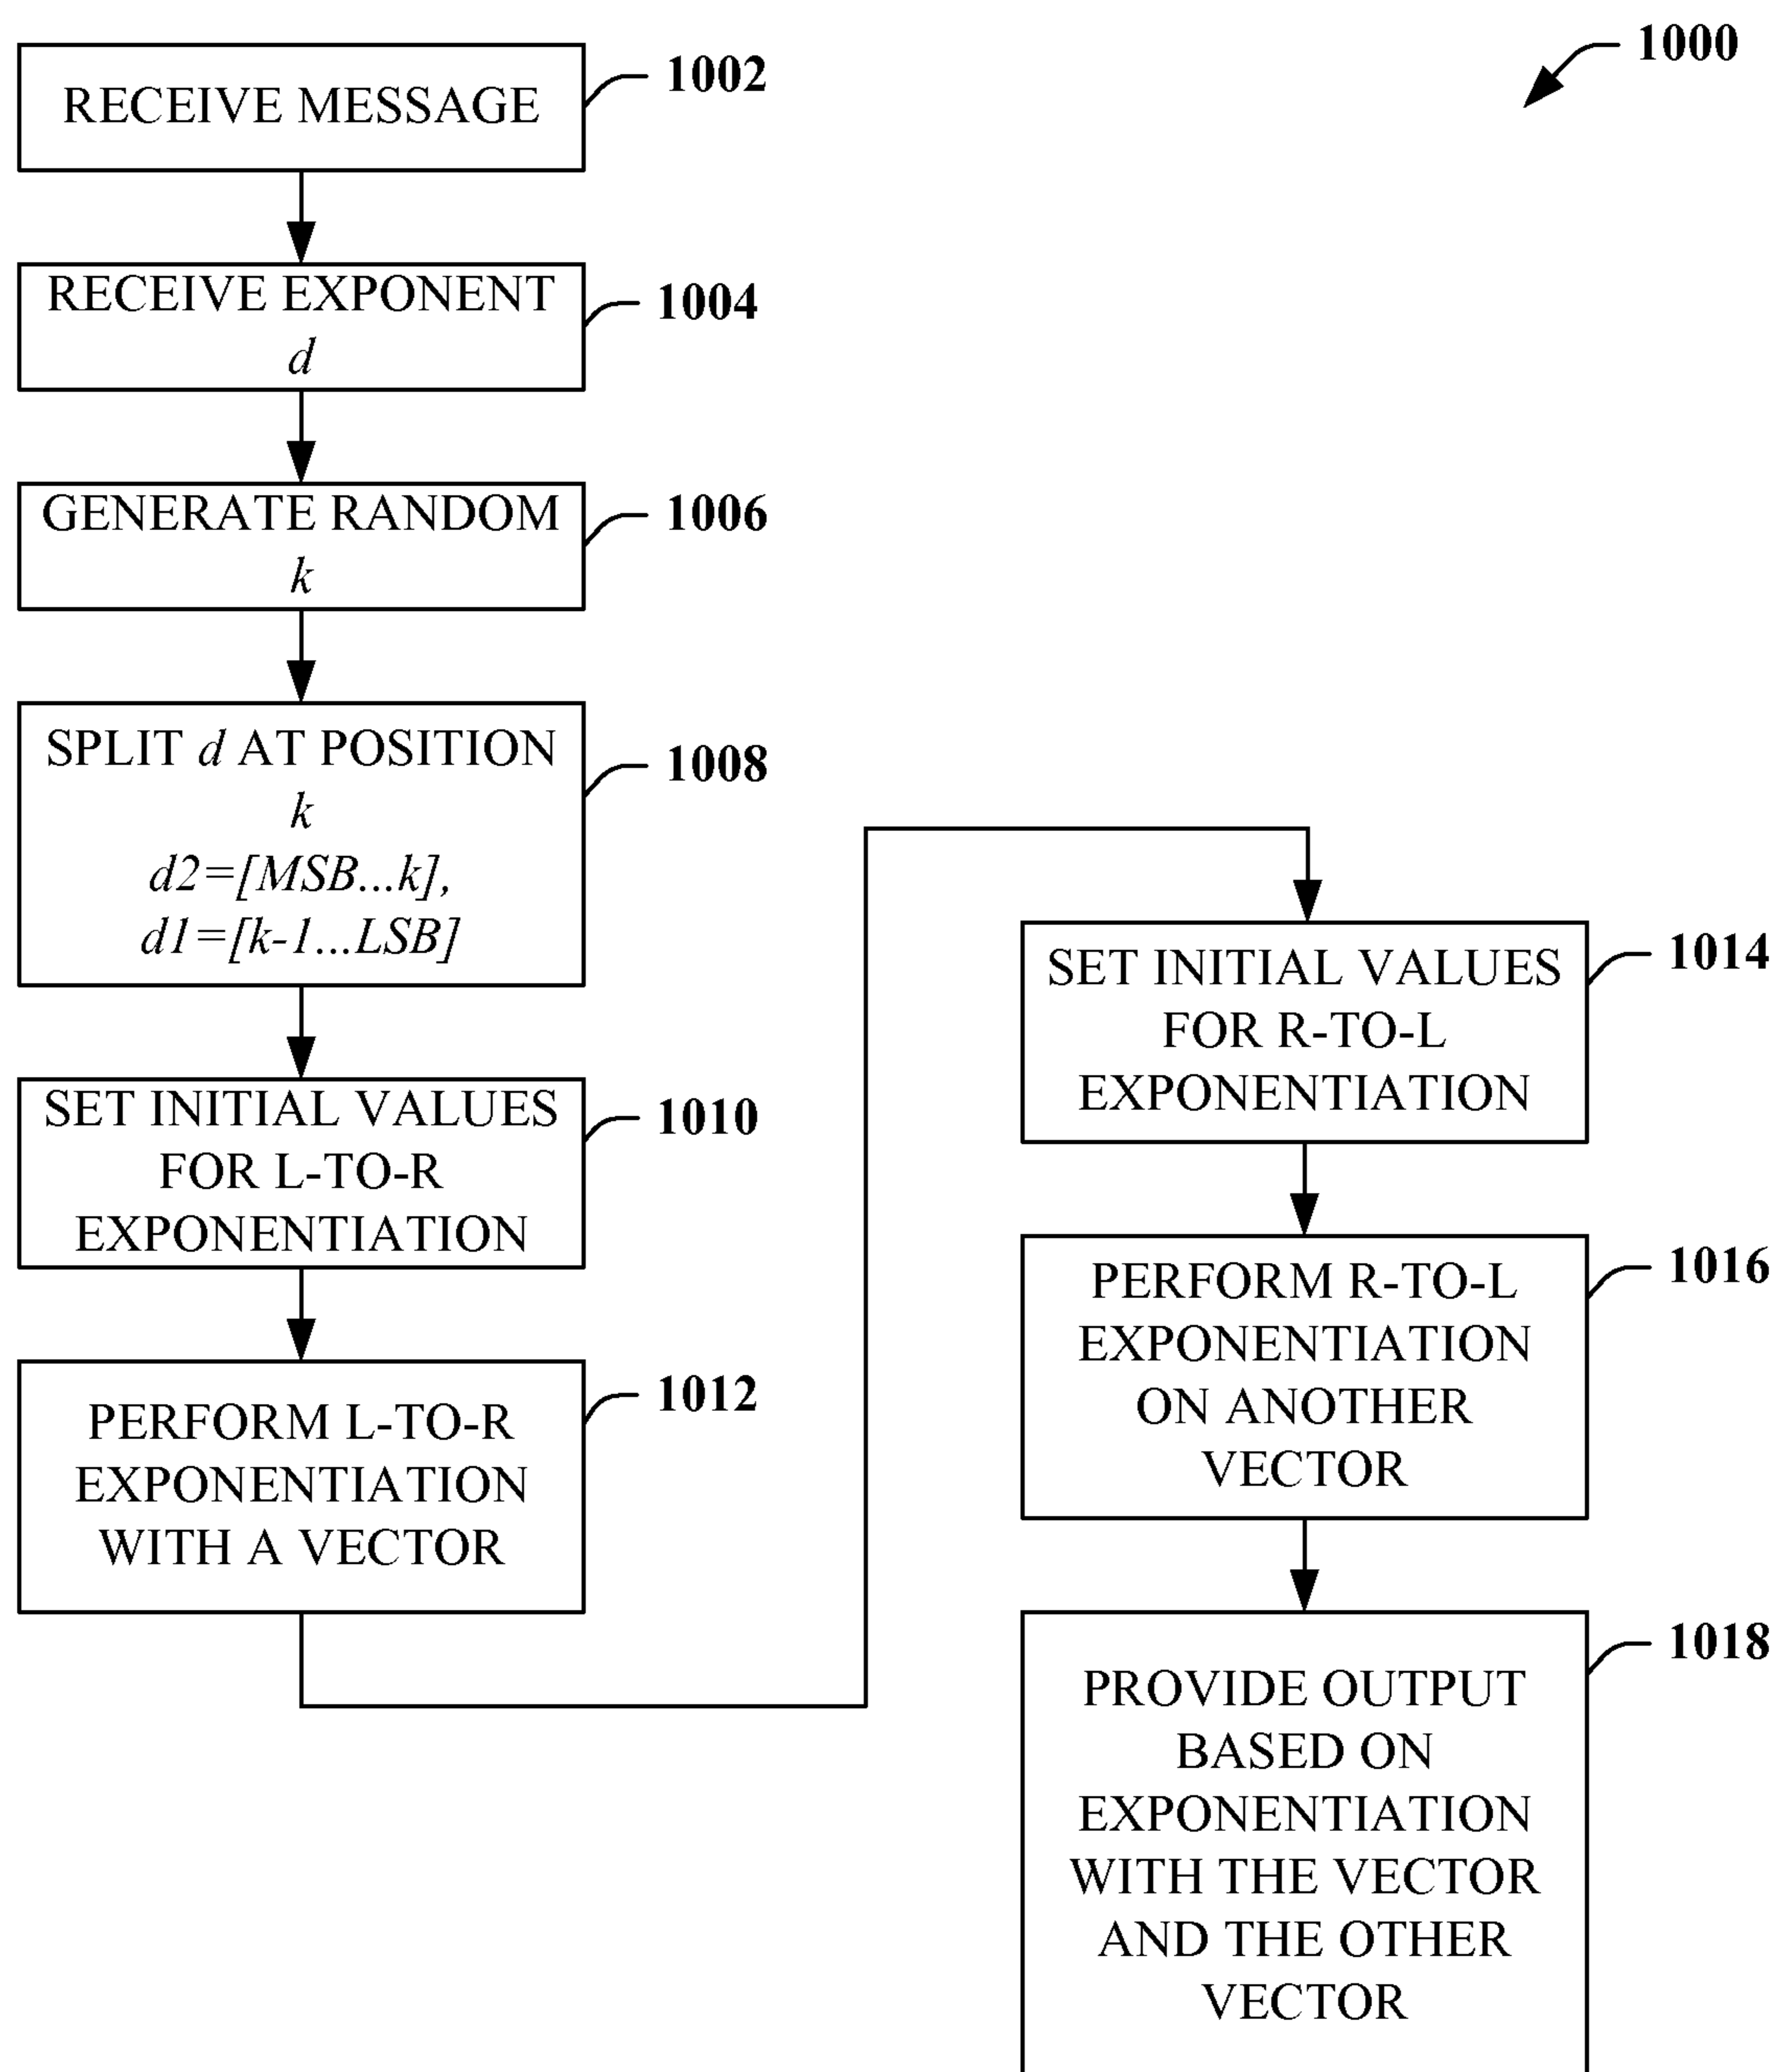 1000
RECEIVE MESSAGE
1002
RECEIVE EXPONENT
d
1004
GENERATE RANDOM
k
1006
SPLIT d AT POSITION
k
d2=[MSB...k],
d1=[k-1...LSB]
1008
SET INITIAL VALUES
FOR L-TO-R
EXPONENTIATION
1010
PERFORM L-TO-R
EXPONENTIATION
WITH A VECTOR
1012
SET INITIAL VALUES
FOR R-TO-L
EXPONENTIATION
1014
PERFORM R-TO-L
EXPONENTIATION
ON ANOTHER
VECTOR
1016
PROVIDE OUTPUT
BASED ON
EXPONENTIATION
WITH THE VECTOR
AND THE OTHER
VECTOR
1018